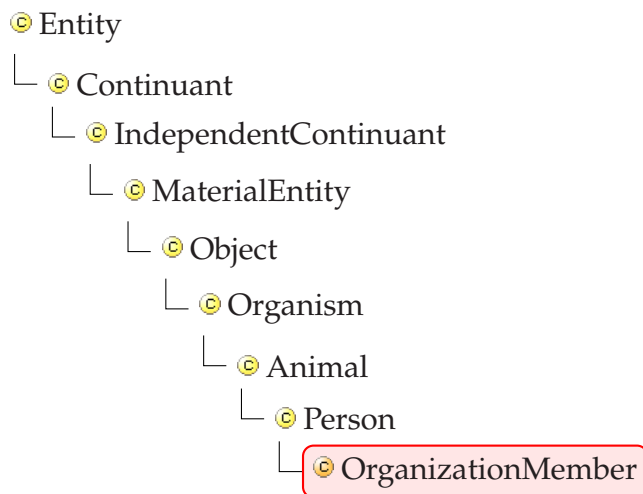 C Entity
C Continuant
C IndependentContinuant
C MaterialEntity
C Object
C Organism
C Animal
C Person
C OrganizationMember